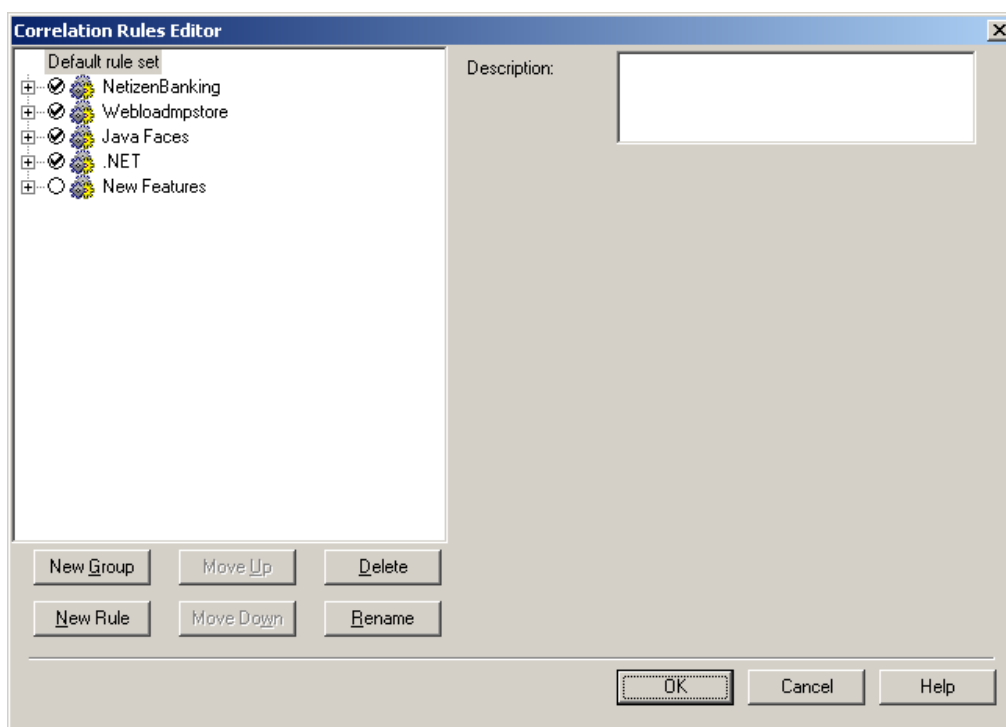 Correlation Rules Editor
Default rule set
NetizenBanking
Webloadmpstore
Java Faces
.NET
New Features
Description:
New Group
Move Up
Delete
New Rule
Move Down
Rename
OK
Cancel
Help